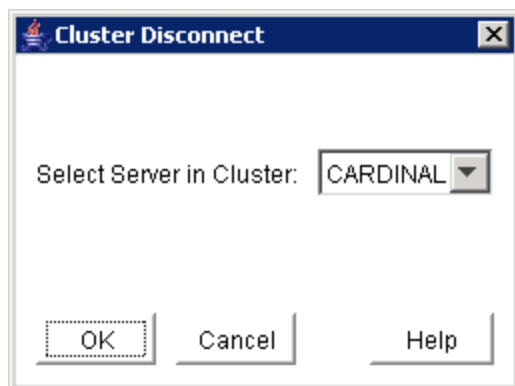 Cluster Disconnect
Select Server in Cluster: CARDINAL
OK Cancel Help